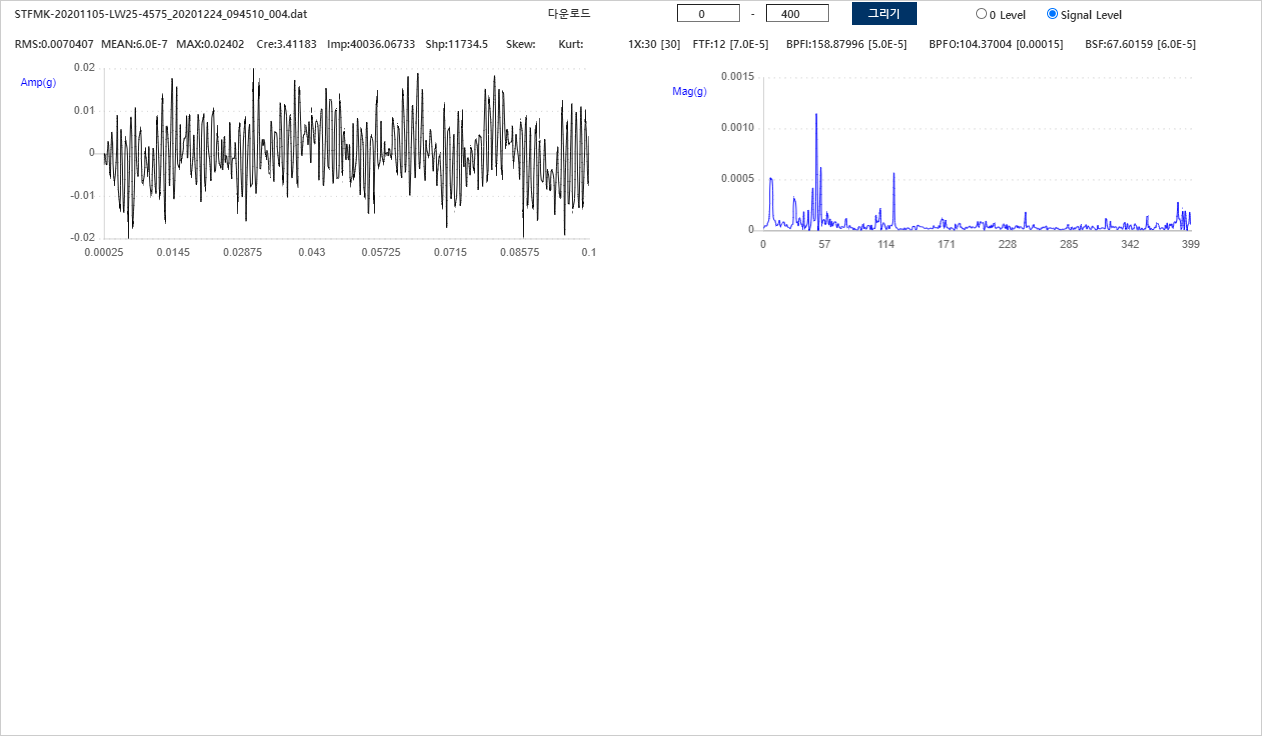 STFMK-20201105-LW25-4575_20201224_094510_004.dat 다운로드 0 - 400 그리기 0 Level Signal Level
RMS:0.0070407 MEAN:6.0E-7 MAX:0.02402 Cre:3.41183 Imp:40036.06733 Shp:11734.5 Skew: Kurt: 1X:30 [30] FTF:12 [7.0E-5] BPFI:158.87996 [5.0E-5] BPFO:104.37004 [0.00015] BSF:67.60159 [6.0E-5]
Amp(g)
0.02
0.01
0
-0.01
-0.02
0.00025 0.0145 0.02875 0.043 0.05725 0.0715 0.08575 0.1
Mag(g)
0.0015
0.0010
0.0005
0
0 57 114 171 228 285 342 399